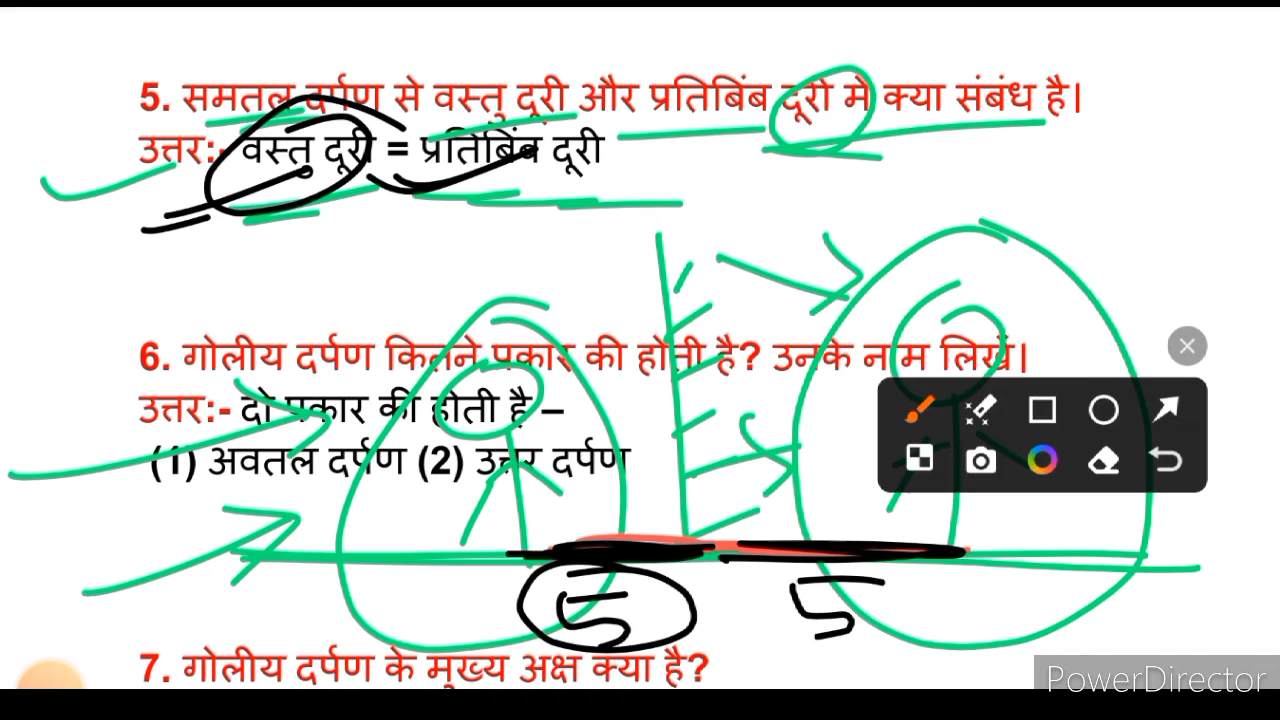 5. समतल दर्पण से वस्तु दूरी और प्रतिबिंब दूरी में क्या संबंध है।
उत्तर:- वस्तु दूरी = प्रतिबिंब दूरी
6. गोलीय दर्पण कितने प्रकार की होती है? उनके नाम लिखें।
उत्तर:- दो प्रकार की होती है –
(1) अवतल दर्पण (2) उत्तर दर्पण
5 5
7. गोलीय दर्पण के मुख्य अक्ष क्या है?
PowerDirector